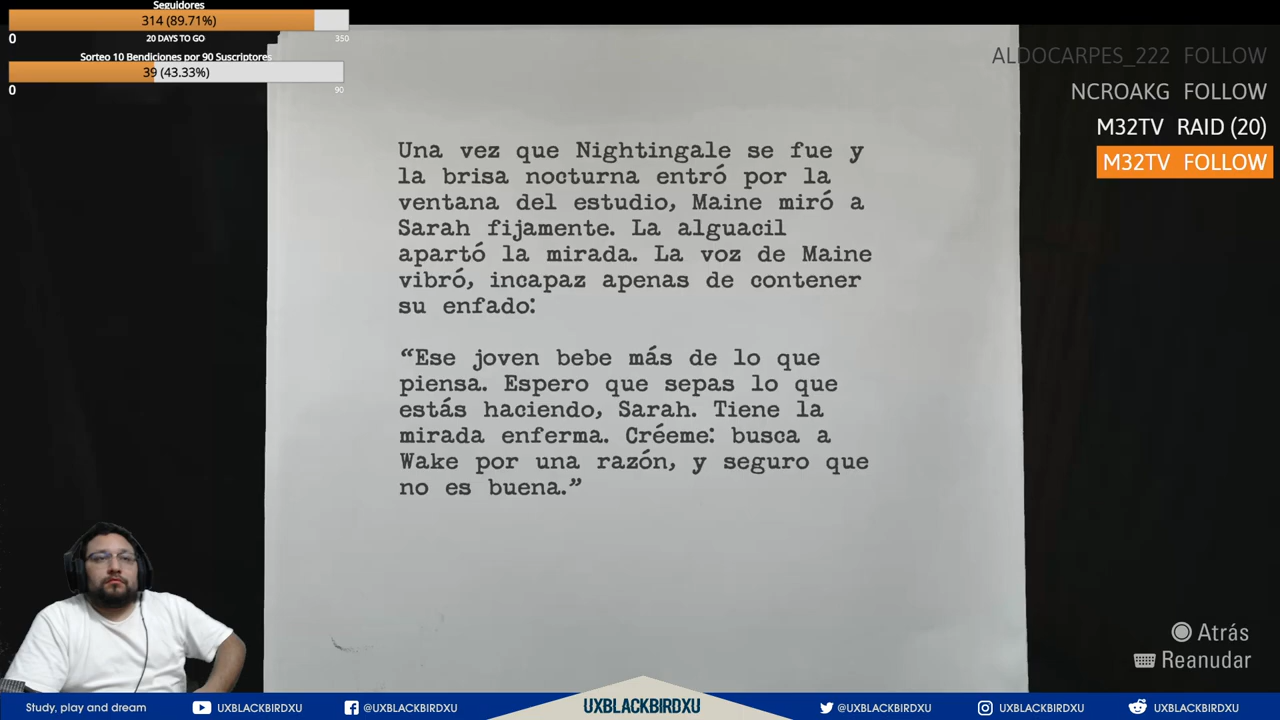 Seguidores
314 (89.71%)
0
20 DAYS TO GO
350
Sorteo 10 Bendiciones por 90 Suscriptores
39 (43.33%)
0
90
ALDOCARPES_222 FOLLOW
NCROAKG FOLLOW
M32TV RAID (20)
M32TV FOLLOW
Una vez que Nightingale se fue y
la brisa nocturna entró por la
ventana del estudio, Maine miró a
Sarah fijamente. La alguacil
apartó la mirada. La voz de Maine
vibró, incapaz apenas de contener
su enfado:
“Ese joven bebe más de lo que
piensa. Espero que sepas lo que
estás haciendo, Sarah. Tiene la
mirada enferma. Créeme: busca a
Wake por una razón, y seguro que
no es buena.”
Atrás
Reanudar
Study, play and dream
UXBLACKBIRDXU
@UXBLACKBIRDXU
UXBLACKBIRDXU
@UXBLACKBIRDXU
UXBLACKBIRDXU
UXBLACKBIRDXU